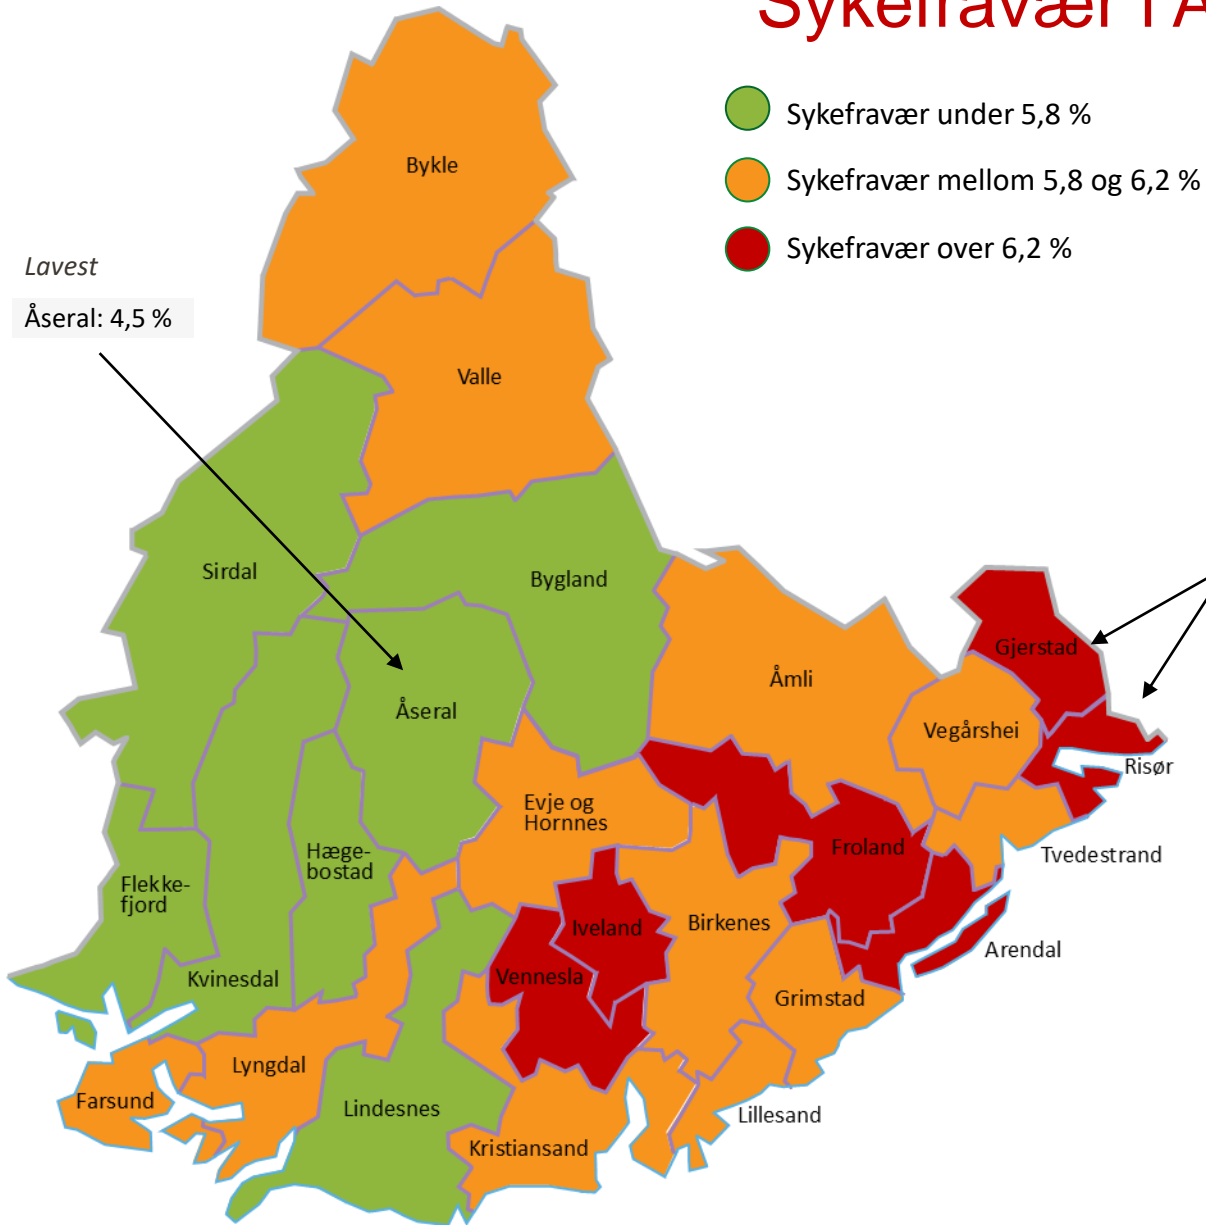 Sykefravær i A
Sykefravær under 5,8 %
Sykefravær mellom 5,8 og 6,2 %
Sykefravær over 6,2 %
Lavest
Åseral: 4,5 %
Bykle
Valle
Sirdal
Bygland
Åseral
Åmli
Gjerstad
Vegårshei
Risør
Evje og
Hornnes
Tvedestrand
Froland
Hæge-
bostad
Flekke-
fjord
Iveland
Birkenes
Arendal
Vennesla
Kvinesdal
Grimstad
Lyngdal
Farsund
Lindesnes
Lillesand
Kristiansand